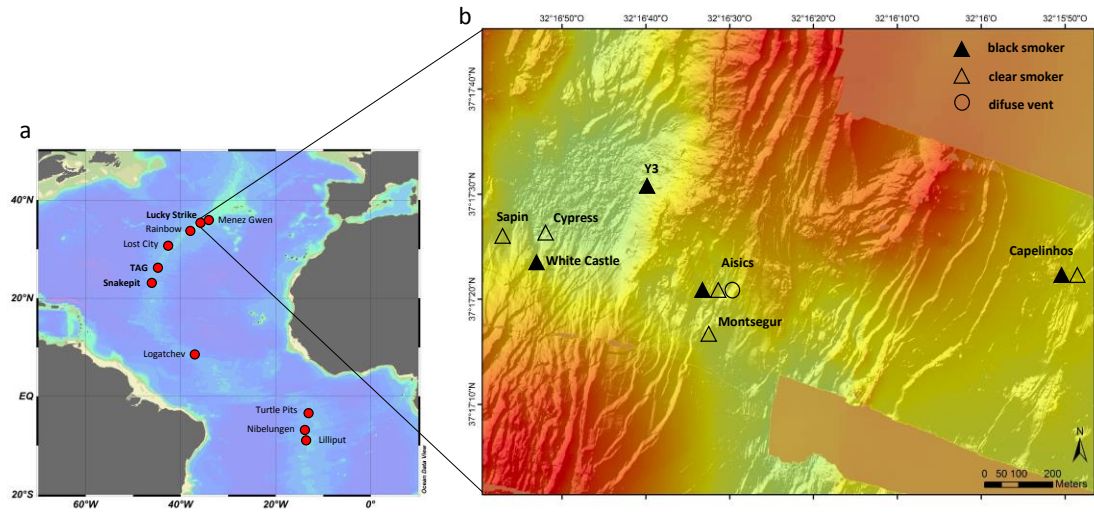 a
40°N
20°N
EQ
20°S
60°W
40°W
20°W
0°
Lucky Strike
Menez Gwen
Rainbow
Lost City
TAG
Snakepit
Logatchev
Turtle Pits
Nibelungen
Lilliput
Ocean Data View
b
32°16'50"W
32°16'40"W
32°16'30"W
32°16'20"W
32°16'10"W
32°16'W
32°15'50"W
37°17'40"N
37°17'30"N
37°17'20"N
37°17'10"N
black smoker
clear smoker
difuse vent
Y3
Sapin
Cypress
White Castle
Aisics
Montsegur
Capelinhos
N
0 50 100 200
Meters